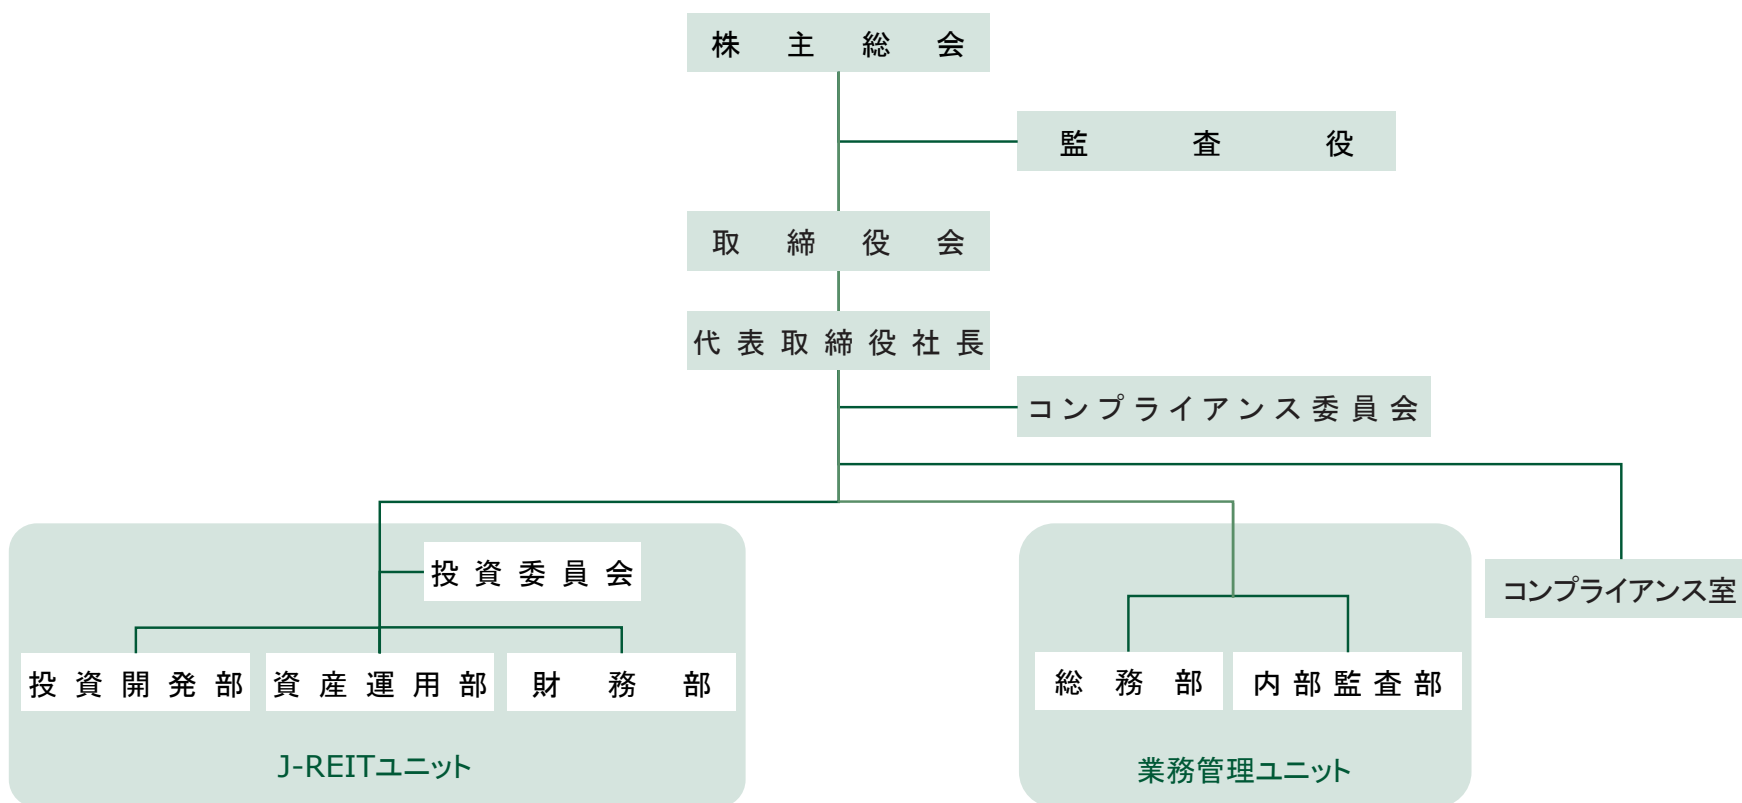 株主総会
監査役
取締役会
代表取締役社長
コンプライアンス委員会
投資委員会
コンプライアンス室
投資開発部
資産運用部
財務部
総務部
内部監査部
J-REITユニット
業務管理ユニット